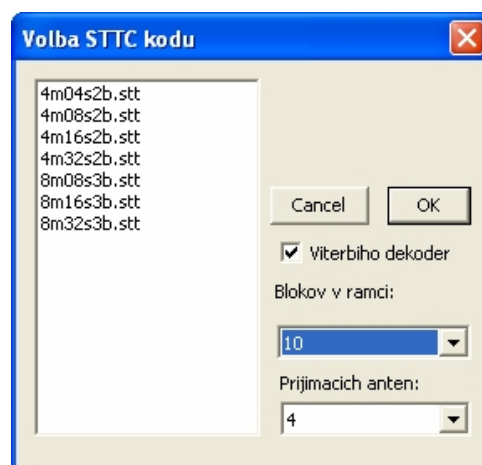 Volba STTC kodu
4m04s2b.stt
4m08s2b.stt
4m16s2b.stt
4m32s2b.stt
8m08s3b.stt
8m16s3b.stt
8m32s3b.stt
Cancel
OK
Viterbiho dekoder
Blokov v ramci:
10
Prijimacich anten:
4